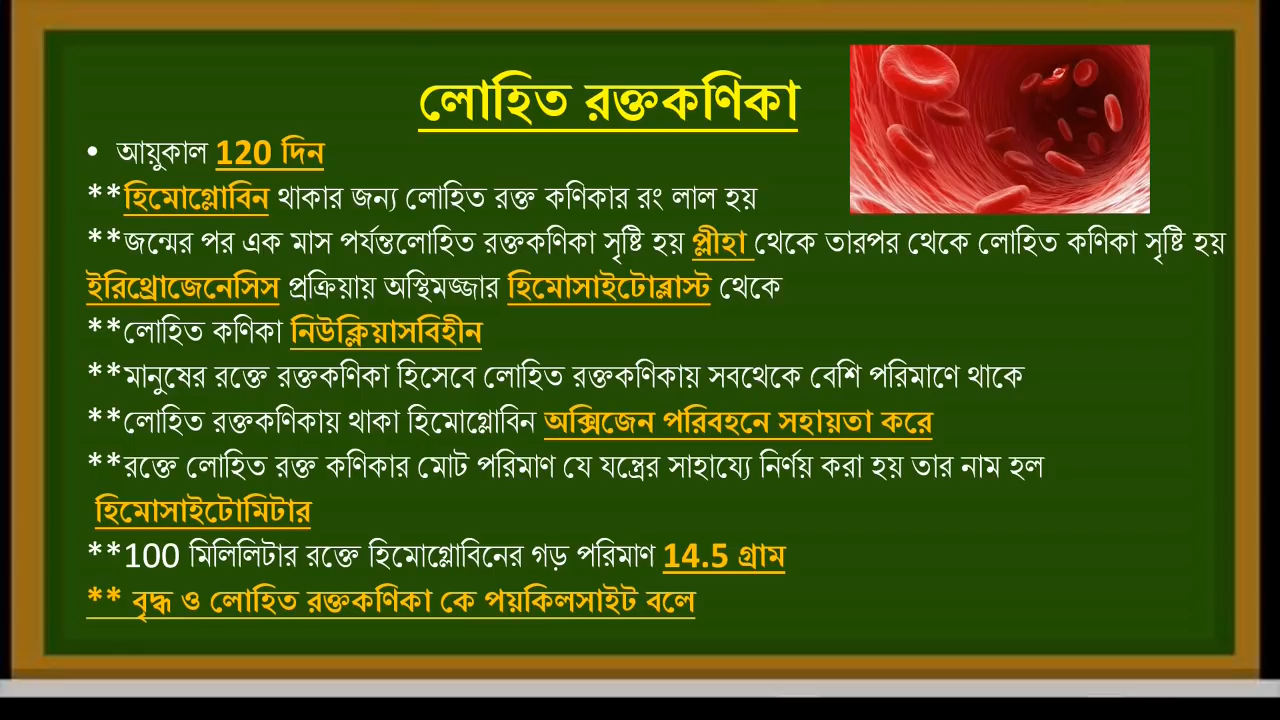 লোহিত রক্তকণিকা
• আয়ুকাল 120 দিন
**হিমোগ্লোবিন থাকার জন্য লোহিত রক্ত কণিকার রং লাল হয়
**জন্মের পর এক মাস পর্যন্তলোহিত রক্তকণিকা সৃষ্টি হয় প্লীহা থেকে তারপর থেকে লোহিত কণিকা সৃষ্টি হয়
ইরিথ্রোজেনেসিস প্রক্রিয়ায় অস্থিমজ্জার হিমোসাইটোব্লাস্ট থেকে
**লোহিত কণিকা নিউক্লিয়াসবিহীন
**মানুষের রক্তে রক্তকণিকা হিসেবে লোহিত রক্তকণিকায় সবথেকে বেশি পরিমাণে থাকে
**লোহিত রক্তকণিকায় থাকা হিমোগ্লোবিন অক্সিজেন পরিবহনে সহায়তা করে
**রক্তে লোহিত রক্ত কণিকার মোট পরিমাণ যে যন্ত্রের সাহায্যে নির্ণয় করা হয় তার নাম হল
হিমোসাইটোমিটার
**100 মিলিলিটার রক্তে হিমোগ্লোবিনের গড় পরিমাণ 14.5 গ্রাম
** বৃদ্ধ ও লোহিত রক্তকণিকা কে পয়কিলসাইট বলে